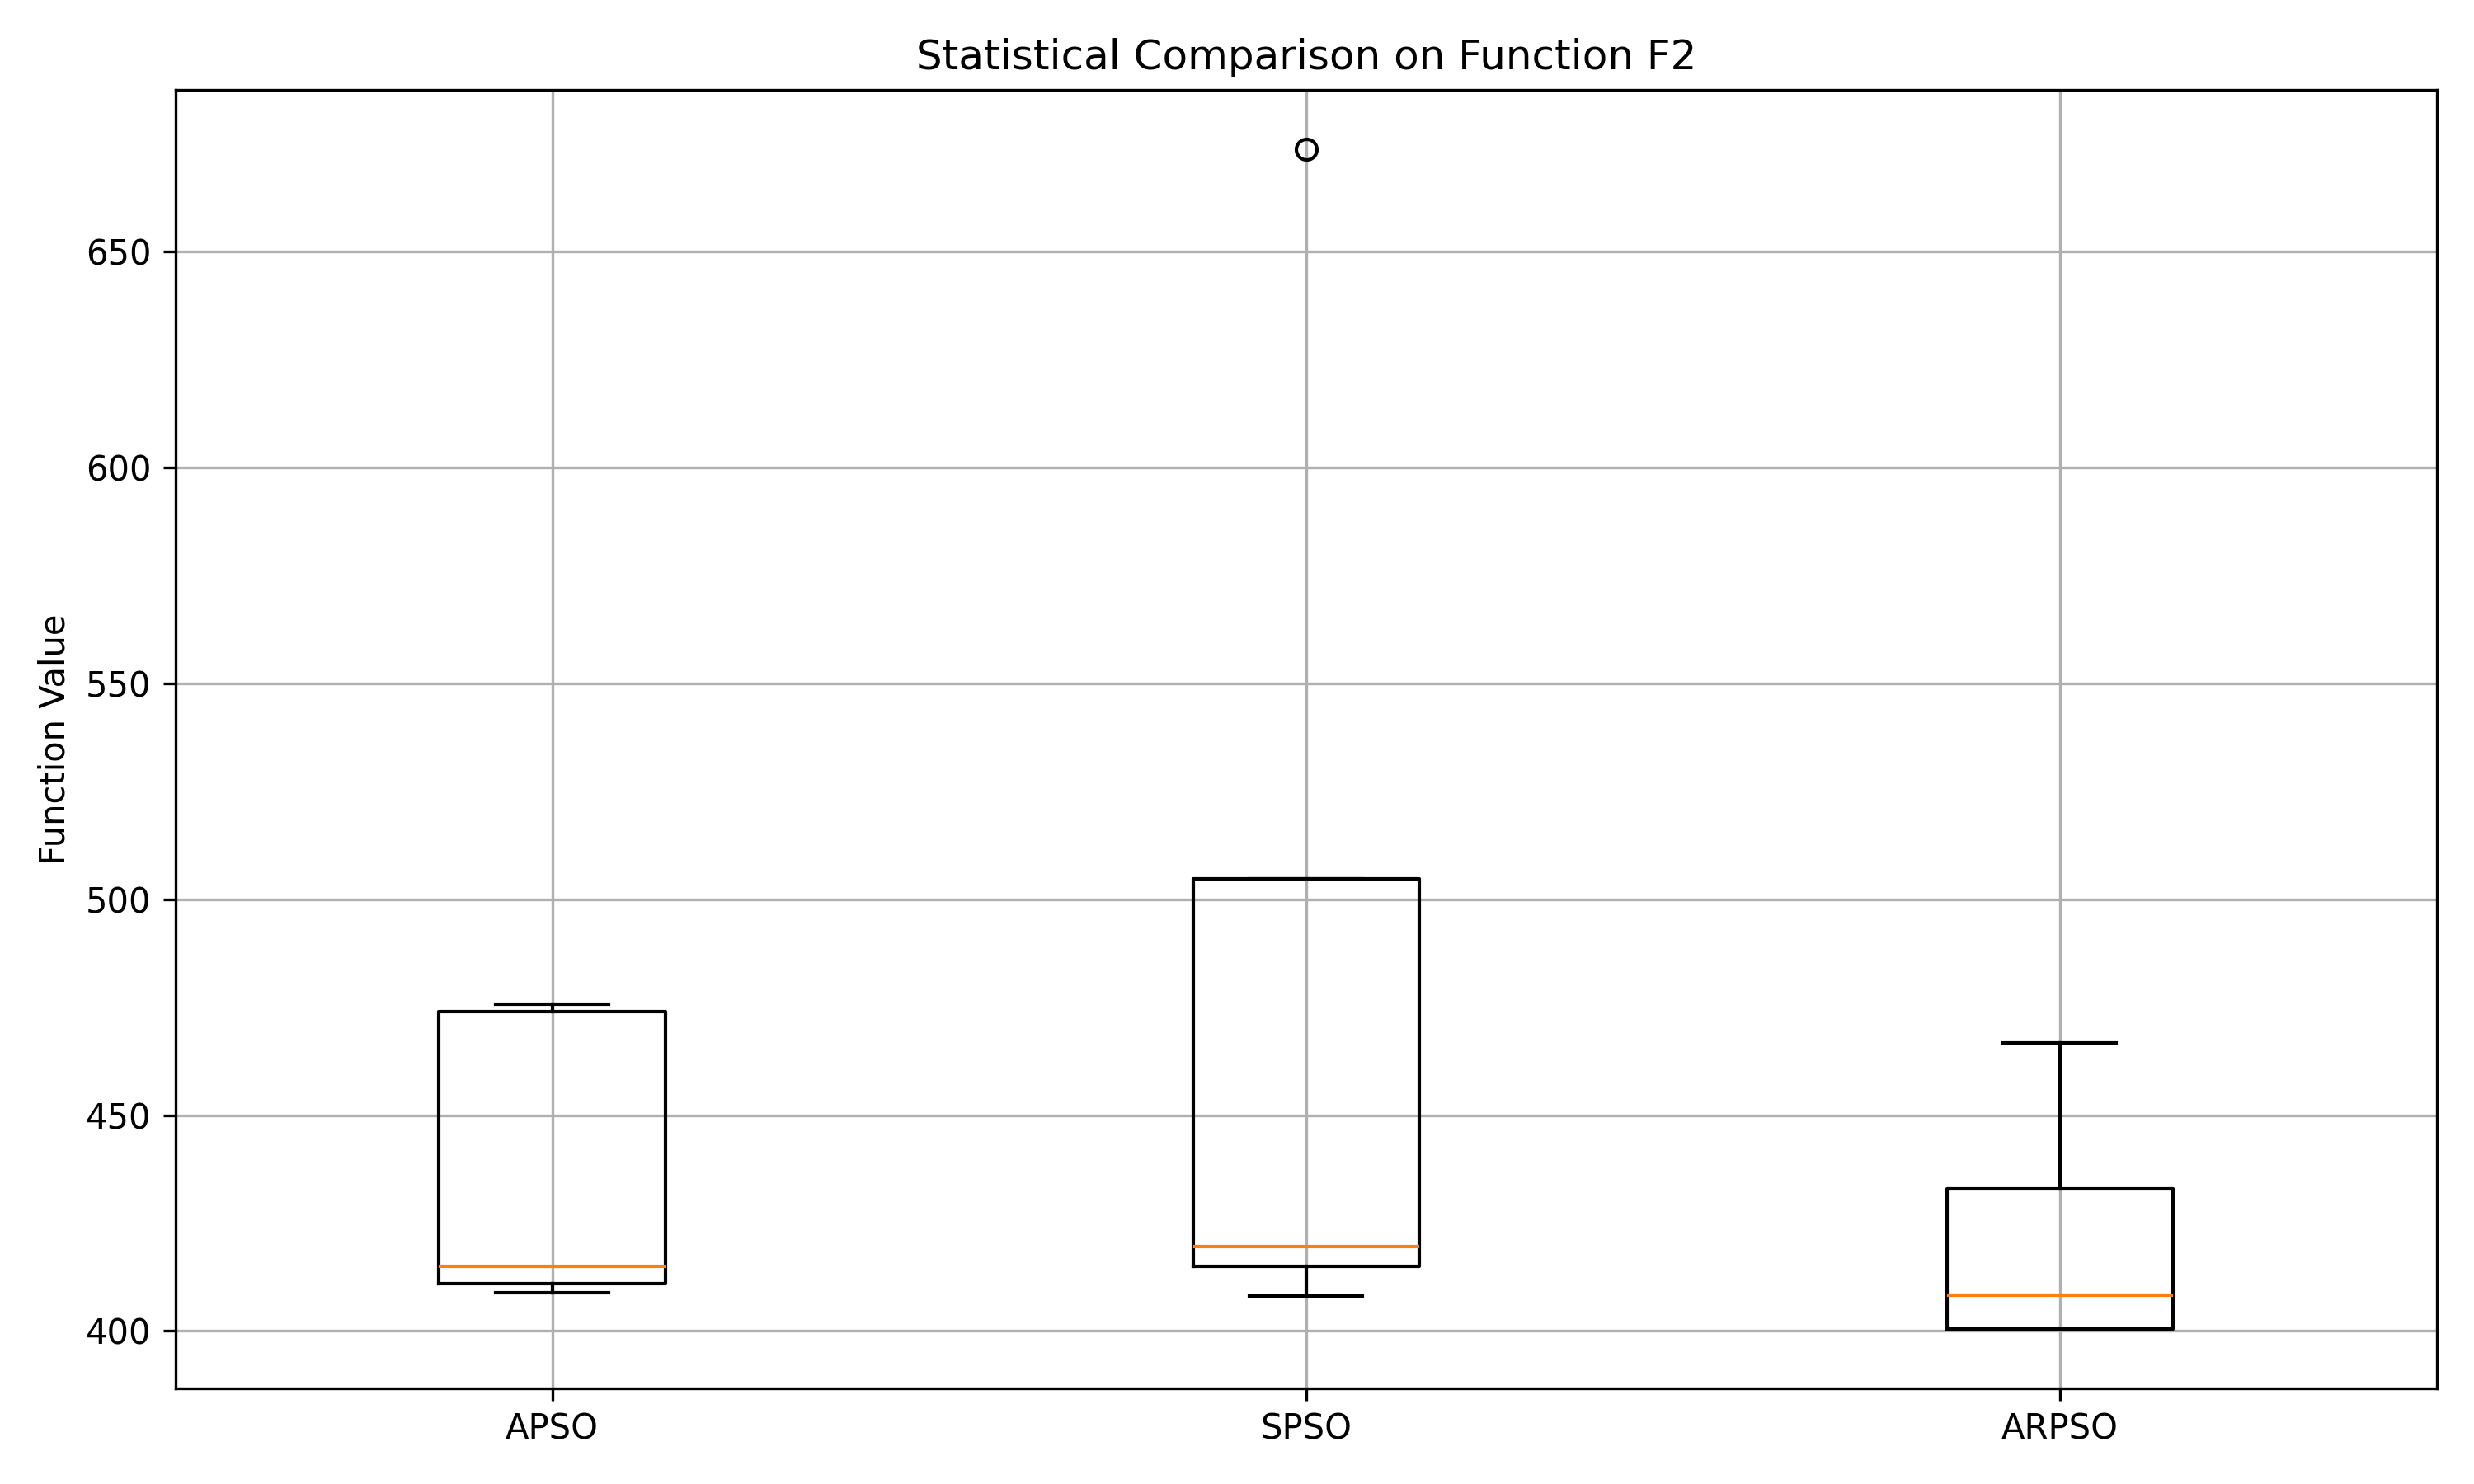 Statistical Comparison on Function F2
Function Value
650
600
550
500
450
400
APSO
SPSO
ARPSO